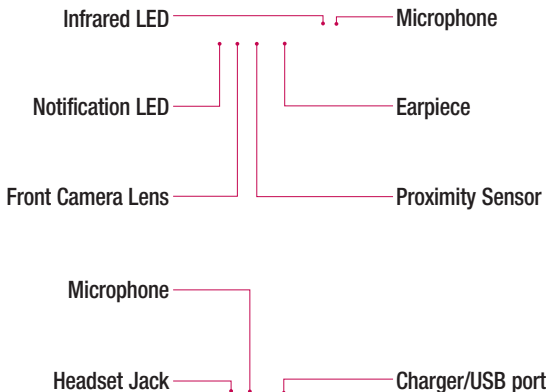 Infrared LED
Microphone
Notification LED
Earpiece
Front Camera Lens
Proximity Sensor
Microphone
Headset Jack
Charger/USB port